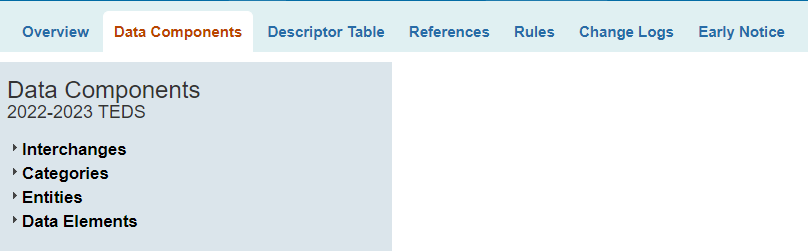 Overview Data Components Descriptor Table References Rules Change Logs Early Notice
Data Components
2022-2023 TEDS
Interchanges
Categories
Entities
Data Elements